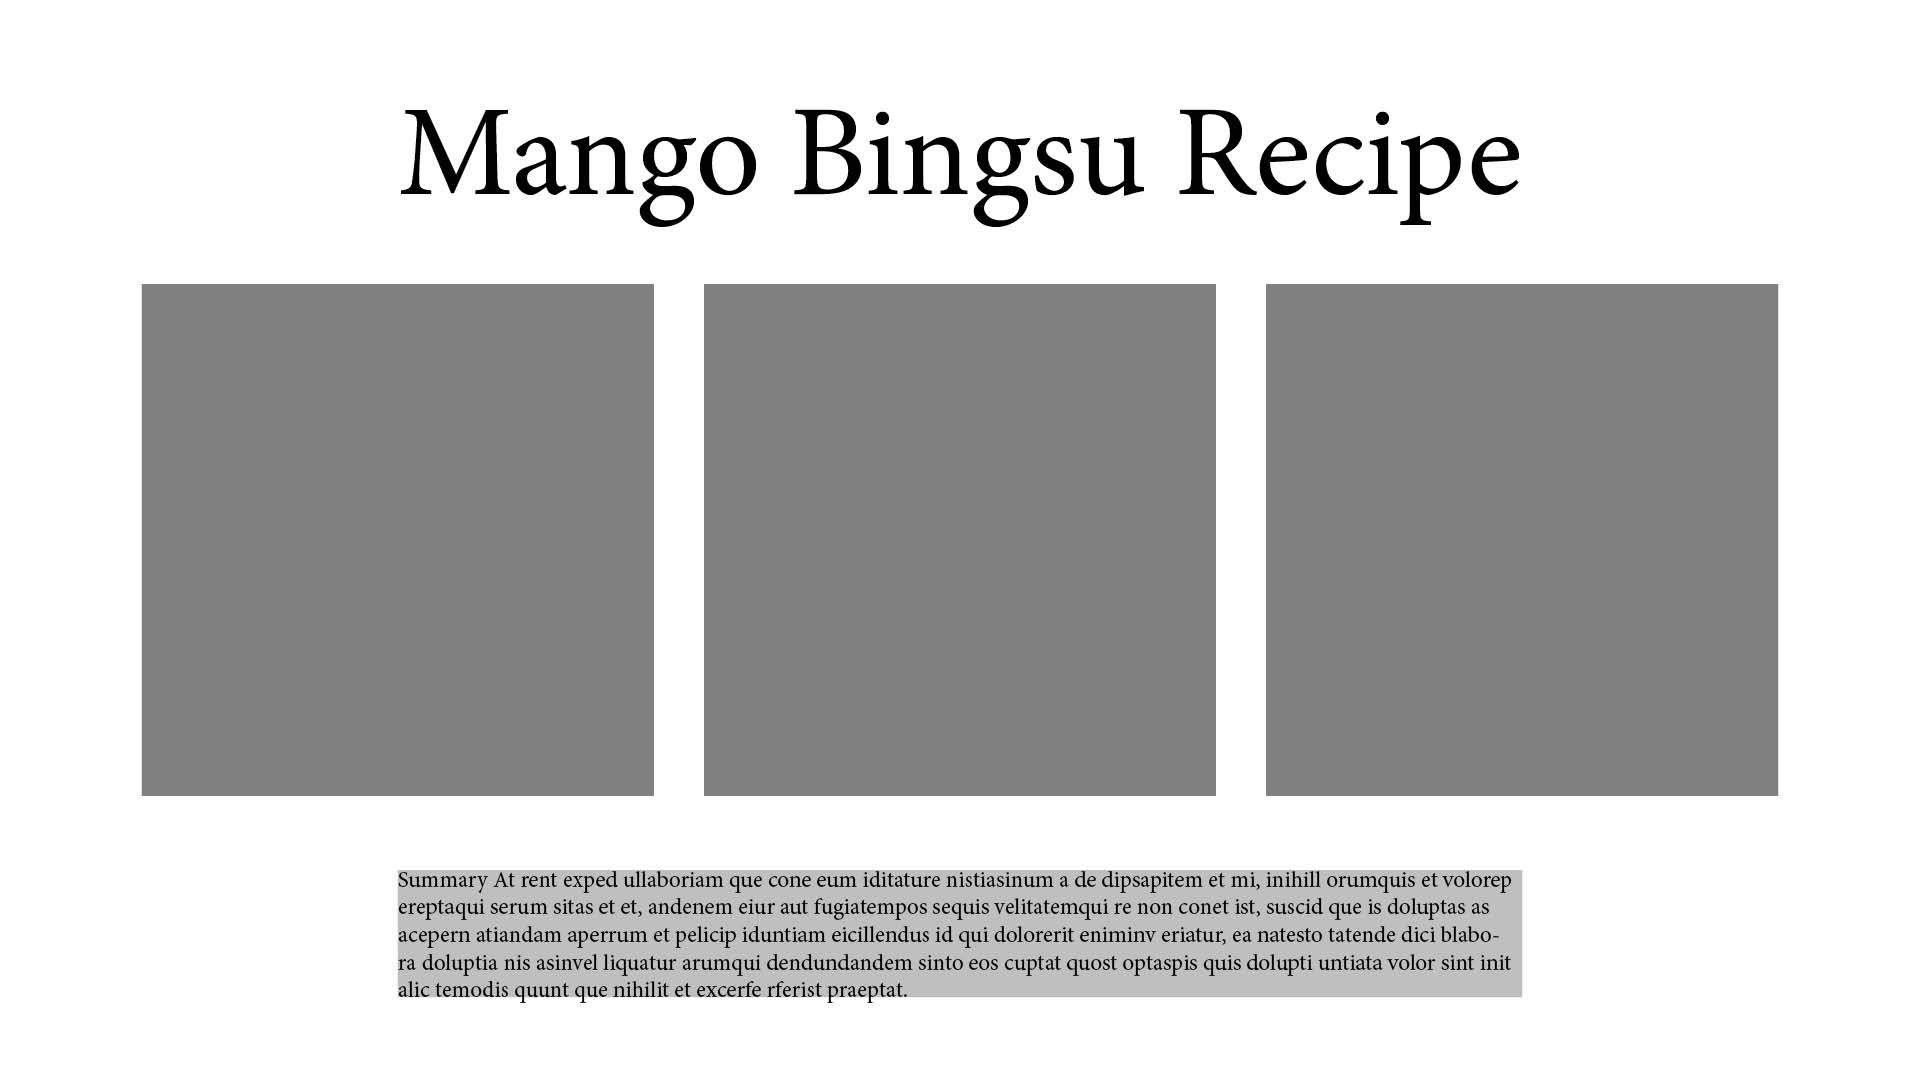 Mango Bingsu Recipe
Summary At rent exped ullaboriam que cone eum iditature nistiasinum a de dipsapitem et mi, inihill orumquis et volorep
ereptaqui serum sitas et et, andenem eiur aut fugiatempos sequis velitatemqui re non conet ist, suscid que is doluptas as
acepern atiandam aperrum et pelicip iduntiam eicillendus id qui dolorerit eniminv eriatur, ea natesto tatende dici blabo-
ra doluptia nis asinvel liquatur arumqui dendundandem sinto eos cuptat quost optaspis quis dolupti untiata volor sint init
alic temodis quunt que nihilit et excerfe rferist praeptat.